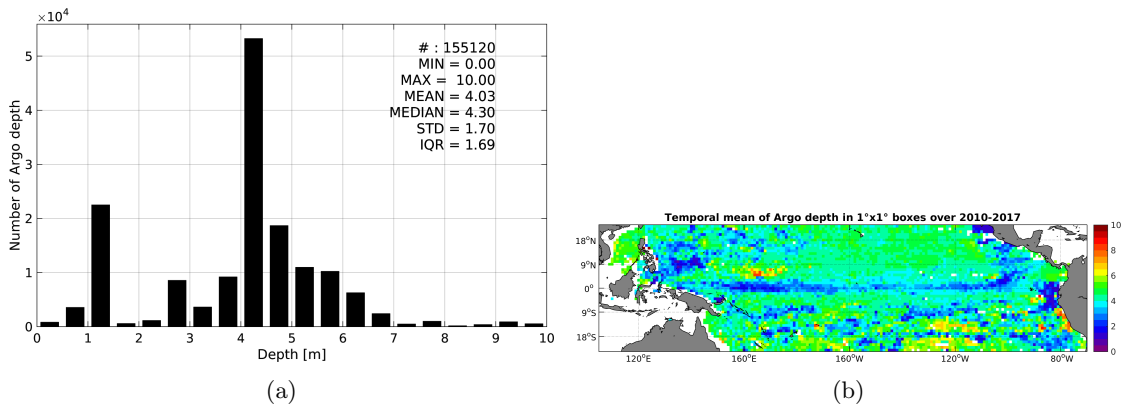 ×10⁴
5
4
3
2
1
0
Number of Argo depth
# : 155120
MIN = 0.00
MAX = 10.00
MEAN = 4.03
MEDIAN = 4.30
STD = 1.70
IQR = 1.69
0 1 2 3 4 5 6 7 8 9 10
Depth [m]
(a)
Temporal mean of Argo depth in 1°x1° boxes over 2010-2017
18°N
9°N
0°
9°S
18°S
120°E 160°E 160°W 120°W 80°W
10
8
6
4
2
0
(b)